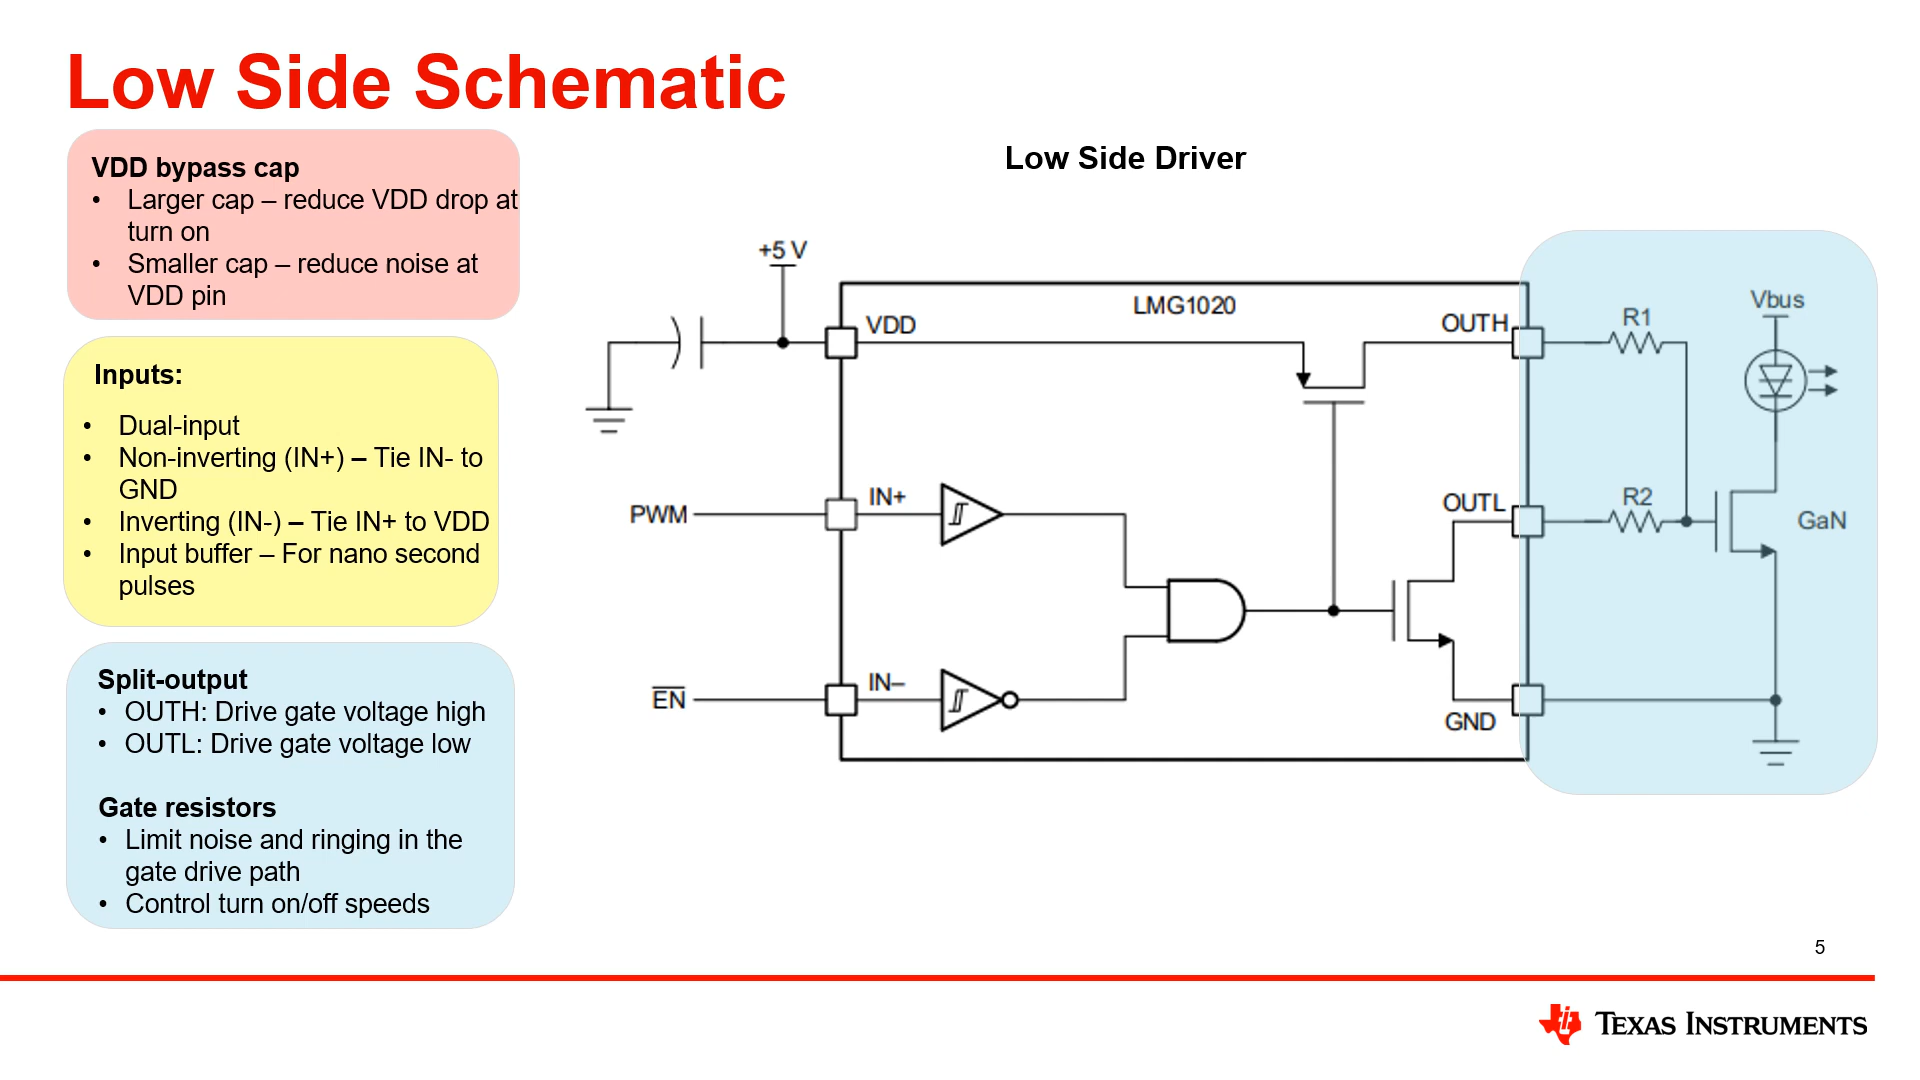 Low Side Schematic
VDD bypass cap
• Larger cap – reduce VDD drop at
turn on
• Smaller cap – reduce noise at
VDD pin
Inputs:
• Dual-input
• Non-inverting (IN+) – Tie IN- to
GND
• Inverting (IN-) – Tie IN+ to VDD
• Input buffer – For nano second
pulses
Split-output
• OUTH: Drive gate voltage high
• OUTL: Drive gate voltage low
Gate resistors
• Limit noise and ringing in the
gate drive path
• Control turn on/off speeds
Low Side Driver
+5 V
LMG1020
VDD
OUTH
R1
Vbus
PWM
IN+
OUTL
R2
GaN
E̅N̅
IN–
GND
5
TEXAS INSTRUMENTS